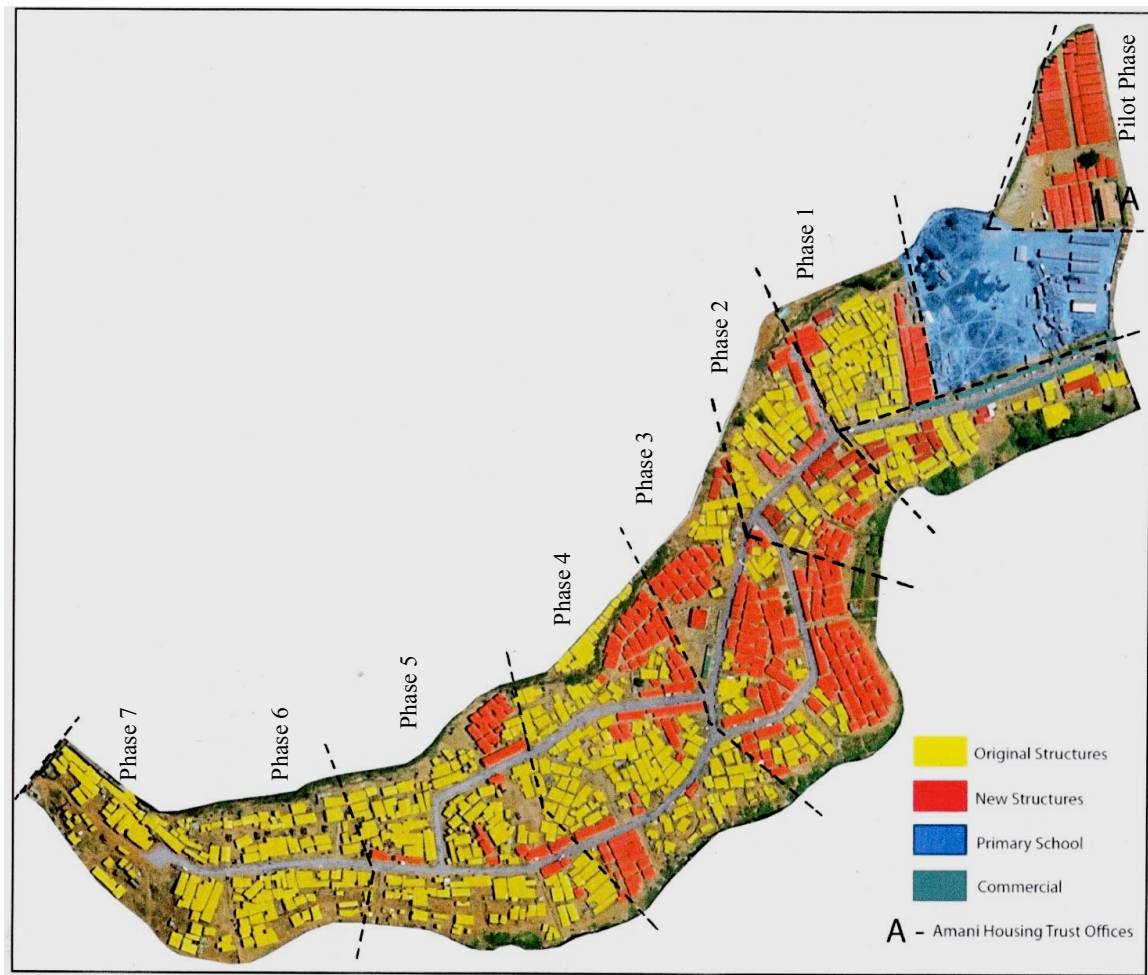 Pilot Phase
Phase 1
Phase 2
Phase 3
Phase 4
Phase 5
Phase 6
Phase 7
A
Original Structures
New Structures
Primary School
Commercial
A – Amani Housing Trust Offices